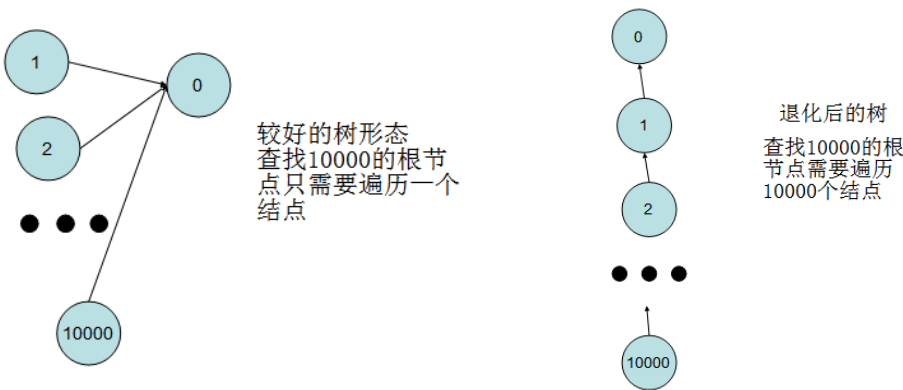 1
0
2
较好的树形态
查找10000的根节
点只需要遍历一个
结点
10000
0
1
2
10000
退化后的树
查找10000的根
节点需要遍历
10000个结点